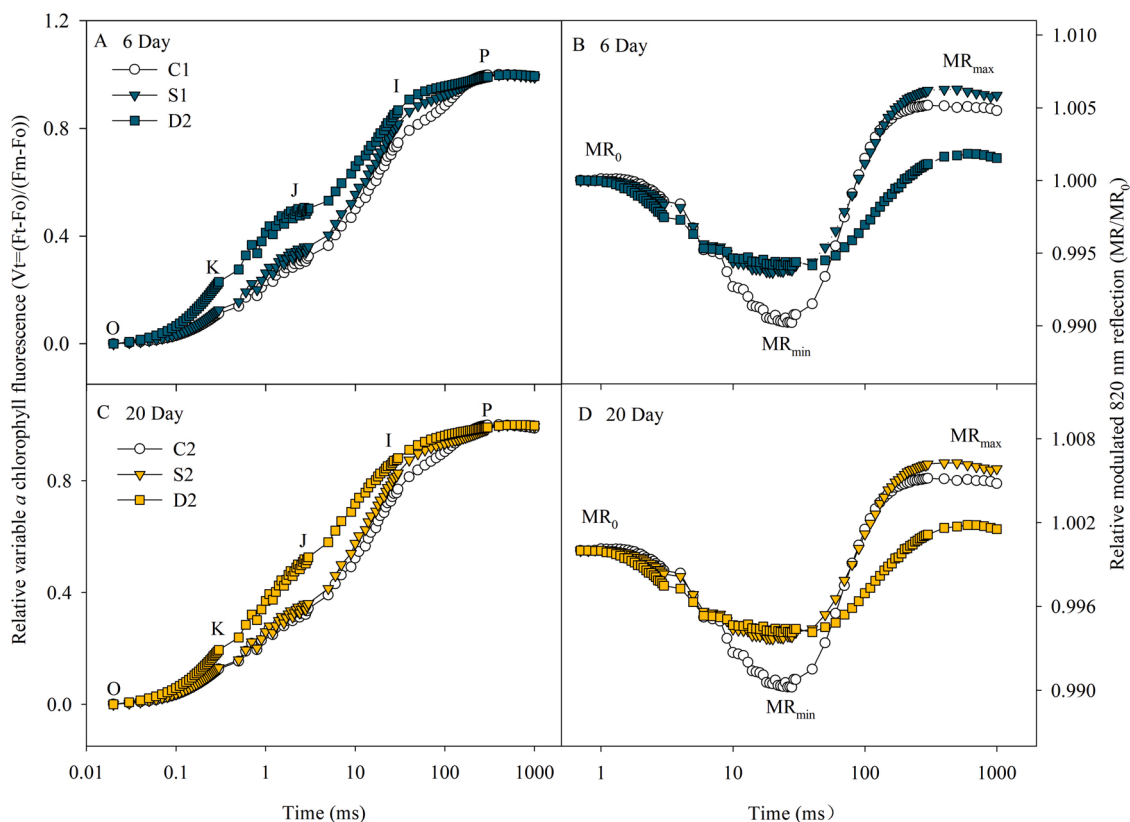 Relative variable a chlorophyll fluorescence (Vt=(Ft-Fo)/(Fm-Fo))
1.2
0.8
0.4
0.0
A 6 Day
C1
S1
D2
O
K
J
I
P
B 6 Day
MR0
MRmin
MRmax
1.010
1.005
1.000
0.995
0.990
Relative modulated 820 nm reflection (MR/MR0)
0.8
0.4
0.0
C 20 Day
C2
S2
D2
O
K
J
I
P
D 20 Day
MR0
MRmin
MRmax
1.008
1.002
0.996
0.990
0.01 0.1 1 10 100 1000
Time (ms)
1 10 100 1000
Time (ms）